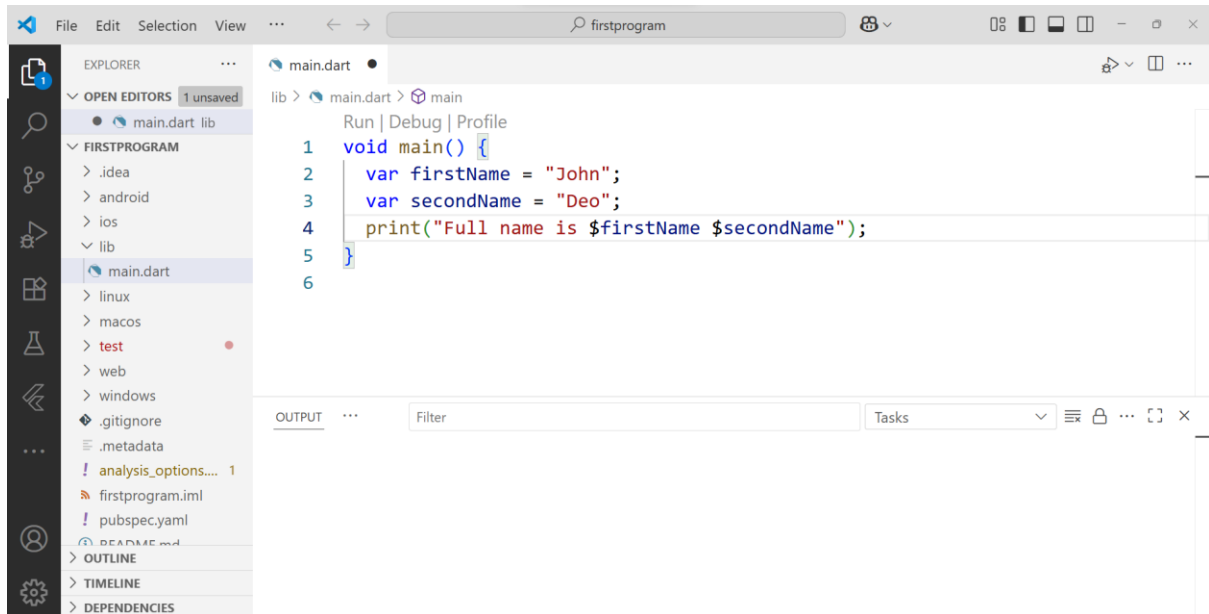 File Edit Selection View ··· firstprogram
EXPLORER ···
OPEN EDITORS 1 unsaved
main.dart lib
FIRSTPROGRAM
.idea
android
ios
lib
main.dart
linux
macos
test
web
windows
.gitignore
.metadata
analysis_options.... 1
firstprogram.iml
pubspec.yaml
README.md
OUTLINE
TIMELINE
DEPENDENCIES
1
main.dart
lib > main.dart > main
Run | Debug | Profile
1 void main() {
2 var firstName = "John";
3 var secondName = "Deo";
4 print("Full name is $firstName $secondName");
5 }
6
OUTPUT ··· Filter Tasks